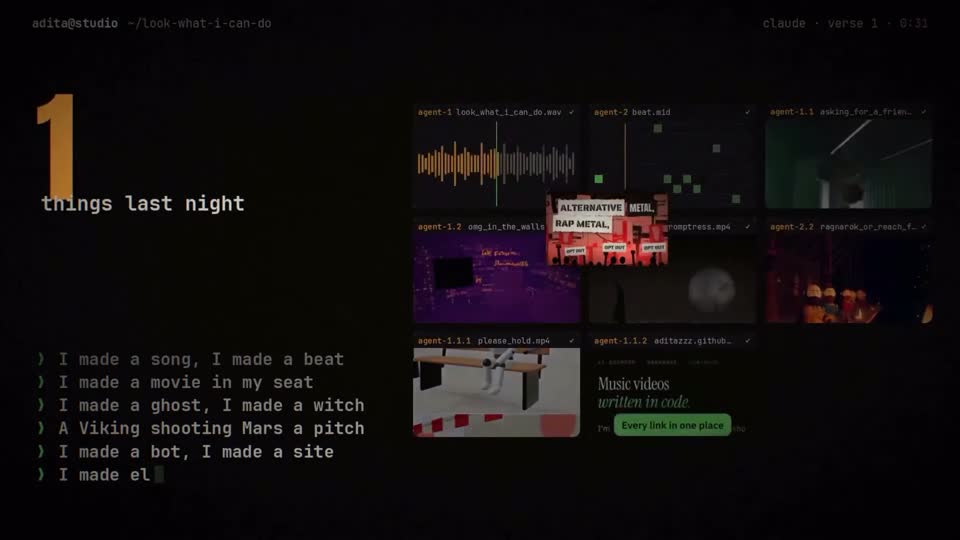 adita@studio ~/look-what-i-can-do
claude · verse 1 · 0:31
1
things last night
❯ I made a song, I made a beat
❯ I made a movie in my seat
❯ I made a ghost, I made a witch
❯ A Viking shooting Mars a pitch
❯ I made a bot, I made a site
❯ I made el
agent-1 look_what_i_can_do.wav ✓
agent-2 beat.mid ✓
agent-1.1 asking_for_a_frien… ✓
agent-1.2 omg_in_the_walls
romptress.mp4 ✓
agent-2.2 ragnarok_or_reach_f… ✓
ALTERNATIVE METAL,
RAP METAL,
OPT OUT OPT OUT OPT OUT
agent-1.1.1 please_hold.mp4 ✓
agent-1.1.2 aditazzz.github… ✓
Music videos
written in code.
I'm
Every link in one place